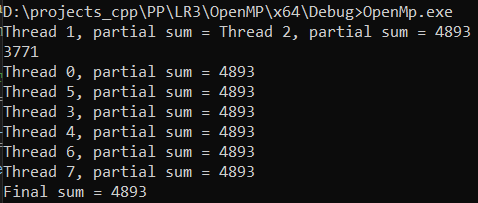 D:\projects_cpp\PP\LR3\OpenMP\x64\Debug>OpenMp.exe
Thread 1, partial sum = Thread 2, partial sum = 4893
3771
Thread 0, partial sum = 4893
Thread 5, partial sum = 4893
Thread 3, partial sum = 4893
Thread 4, partial sum = 4893
Thread 6, partial sum = 4893
Thread 7, partial sum = 4893
Final sum = 4893